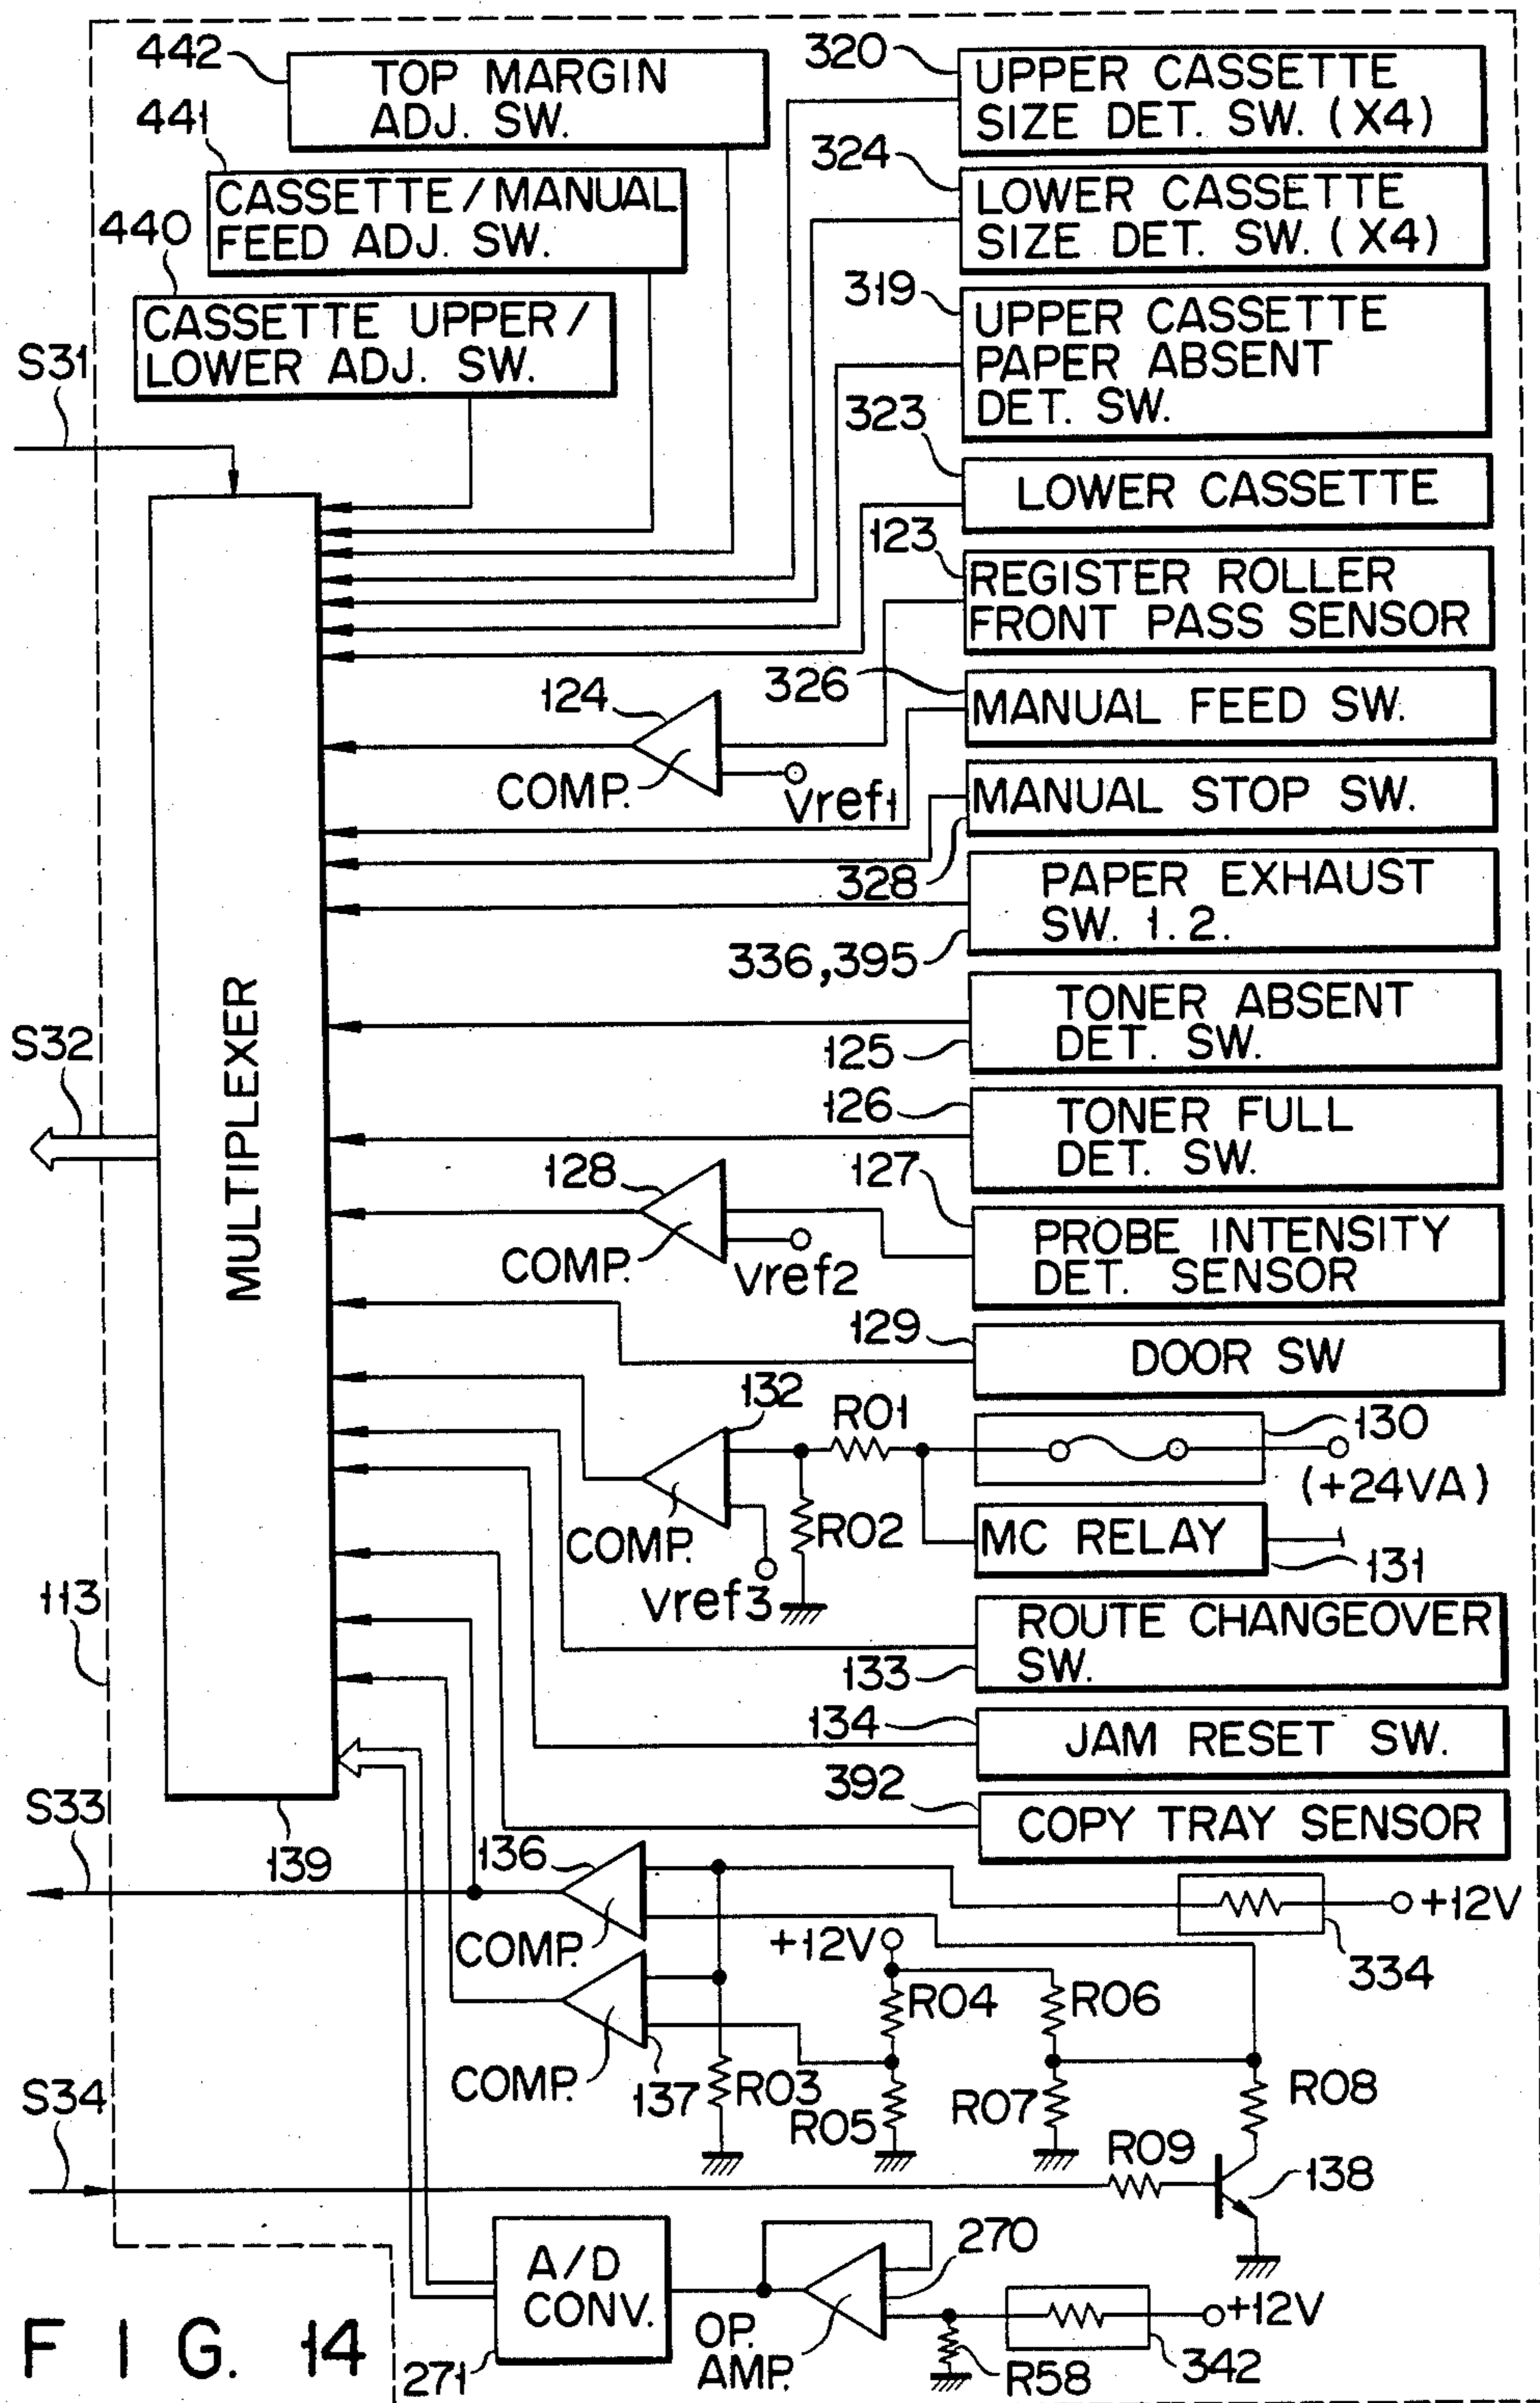 442
TOP MARGIN
ADJ. SW.
441
CASSETTE/MANUAL
FEED ADJ. SW.
440
CASSETTE UPPER/
LOWER ADJ. SW.
S31
320
UPPER CASSETTE
SIZE DET. SW. (X4)
324
LOWER CASSETTE
SIZE DET. SW. (X4)
319
UPPER CASSETTE
PAPER ABSENT
DET. SW.
323
LOWER CASSETTE
123
REGISTER ROLLER
FRONT PASS SENSOR
124
COMP.
Vref1
326
MANUAL FEED SW.
MANUAL STOP SW.
328
PAPER EXHAUST
SW. 1. 2.
336,395
MULTIPLEXER
S32
TONER ABSENT
DET. SW.
125
126
TONER FULL
DET. SW.
128
COMP.
Vref2
127
PROBE INTENSITY
DET. SENSOR
129
DOOR SW
132
COMP.
Vref3
R01
R02
130
(+24VA)
MC RELAY
131
113
ROUTE CHANGEOVER
SW.
133
134
JAM RESET SW.
392
COPY TRAY SENSOR
S33
139
136
COMP.
+12V
334
+12V
R04
R06
COMP.
137
R03
R05
R07
R08
S34
R09
138
A/D
CONV.
271
OP.
AMP.
270
+12V
R58
342
FIG. 14